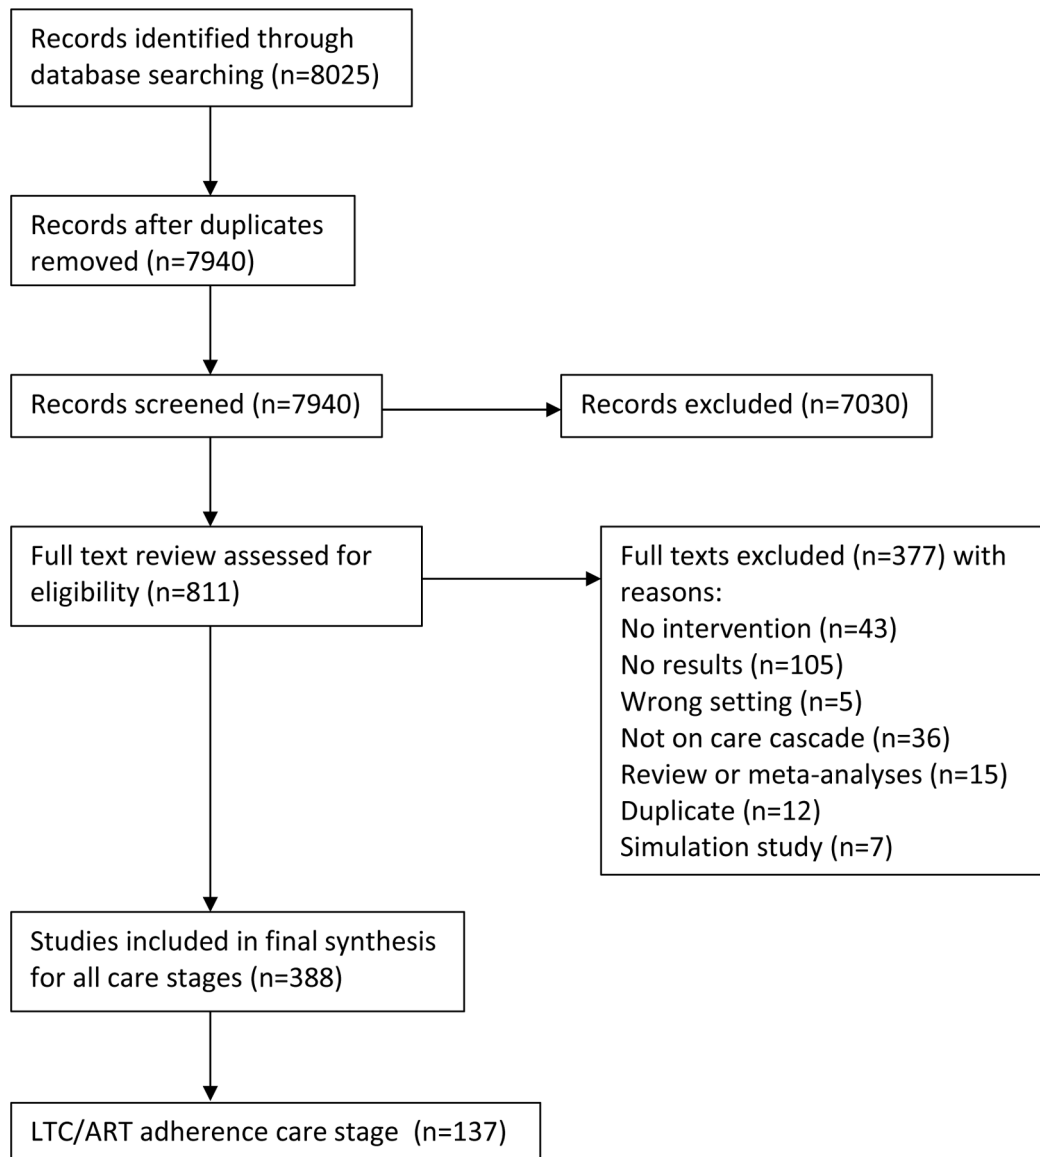 Records identified through
database searching (n=8025)
Records after duplicates
removed (n=7940)
Records screened (n=7940)
Records excluded (n=7030)
Full text review assessed for
eligibility (n=811)
Full texts excluded (n=377) with
reasons:
No intervention (n=43)
No results (n=105)
Wrong setting (n=5)
Not on care cascade (n=36)
Review or meta-analyses (n=15)
Duplicate (n=12)
Simulation study (n=7)
Studies included in final synthesis
for all care stages (n=388)
LTC/ART adherence care stage  (n=137)